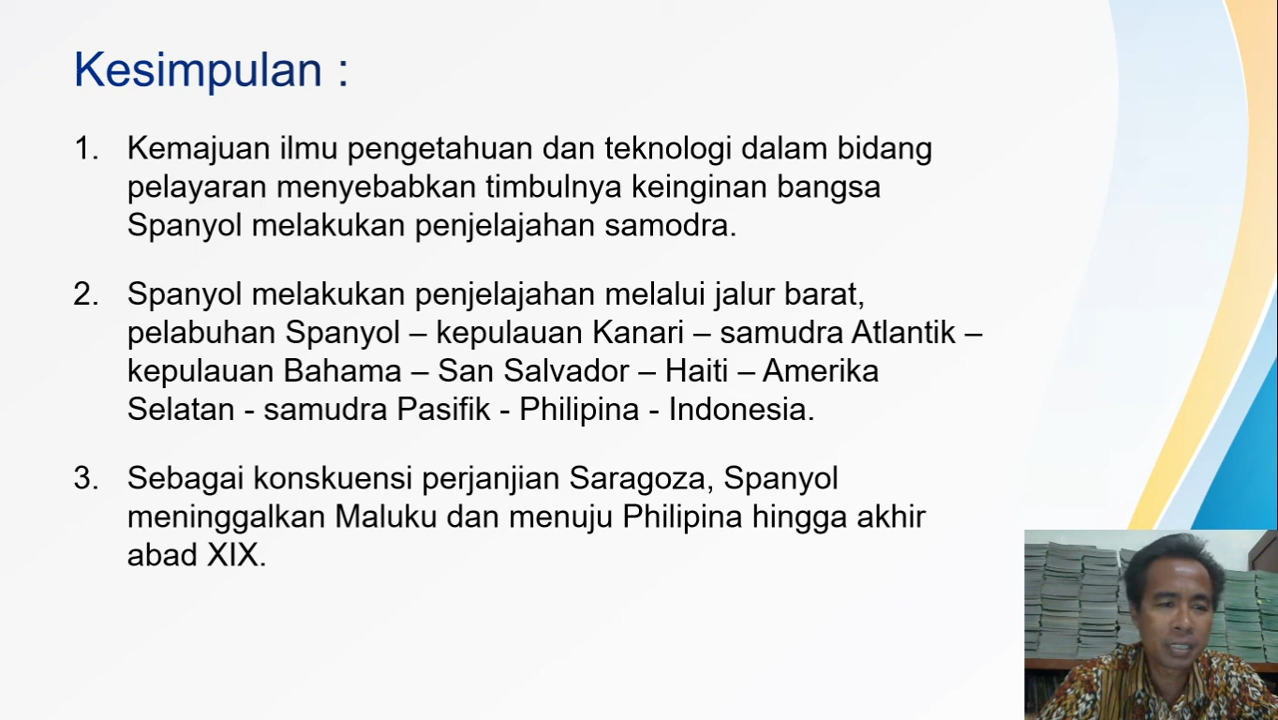 Kesimpulan :
1. Kemajuan ilmu pengetahuan dan teknologi dalam bidang
pelayaran menyebabkan timbulnya keinginan bangsa
Spanyol melakukan penjelajahan samodra.
2. Spanyol melakukan penjelajahan melalui jalur barat,
pelabuhan Spanyol – kepulauan Kanari – samudra Atlantik –
kepulauan Bahama – San Salvador – Haiti – Amerika
Selatan - samudra Pasifik - Philipina - Indonesia.
3. Sebagai konskuensi perjanjian Saragoza, Spanyol
meninggalkan Maluku dan menuju Philipina hingga akhir
abad XIX.